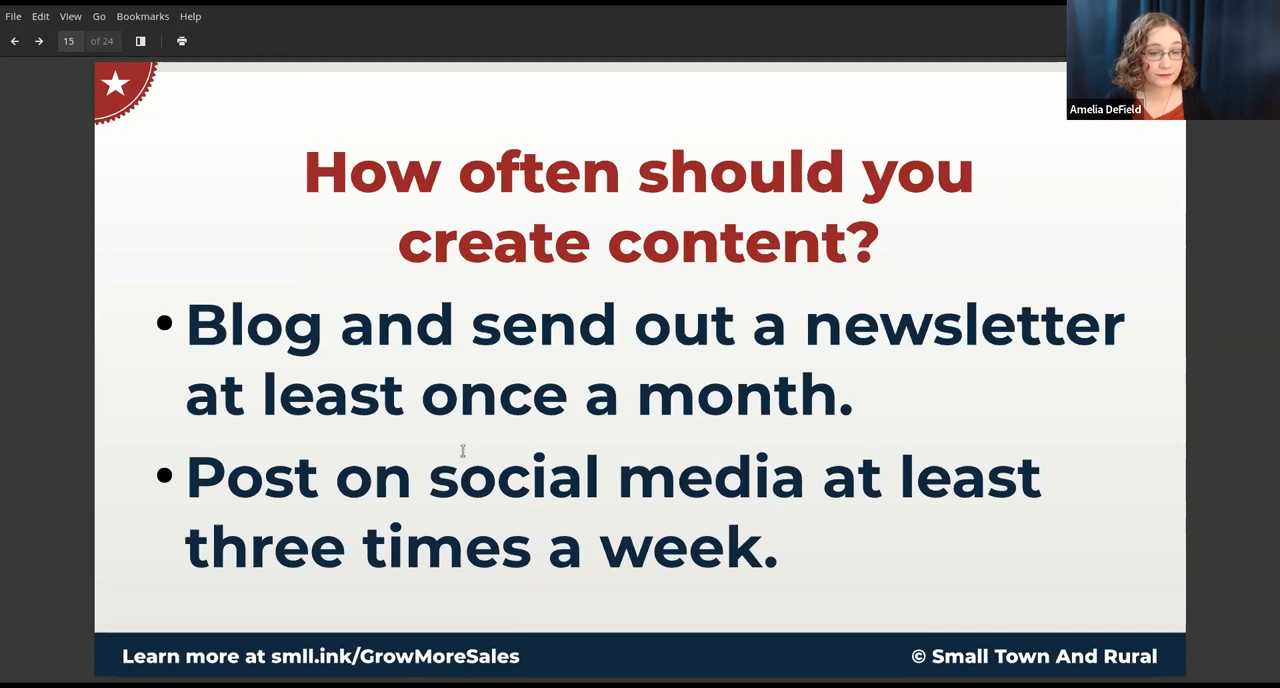 File Edit View Go Bookmarks Help
15 of 24
Amelia DeField
How often should you
create content?
• Blog and send out a newsletter
at least once a month.
• Post on social media at least
three times a week.
Learn more at smll.ink/GrowMoreSales
© Small Town And Rural